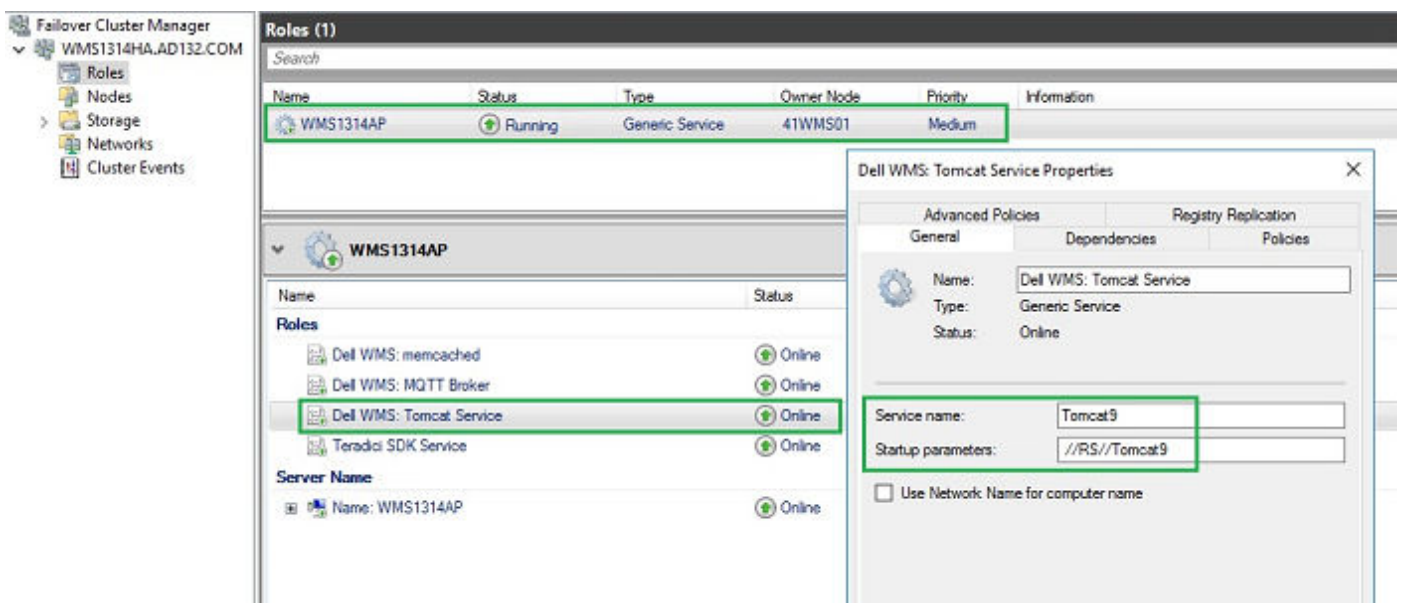 Failover Cluster Manager
WMS1314HA.AD132.COM
Roles
Nodes
Storage
Networks
Cluster Events
Roles (1)
Search
Name Status Type Owner Node Priority Information
WMS1314AP Running Generic Service 41WMS01 Medium
WMS1314AP
Name Status
Roles
Dell WMS: memcached Online
Dell WMS: MQTT Broker Online
Dell WMS: Tomcat Service Online
Teradici SDK Service Online
Server Name
Name: WMS1314AP Online
Dell WMS: Tomcat Service Properties
Advanced Policies Registry Replication
General Dependencies Policies
Name: Dell WMS: Tomcat Service
Type: Generic Service
Status: Online
Service name: Tomcat9
Startup parameters: //RS//Tomcat9
Use Network Name for computer name